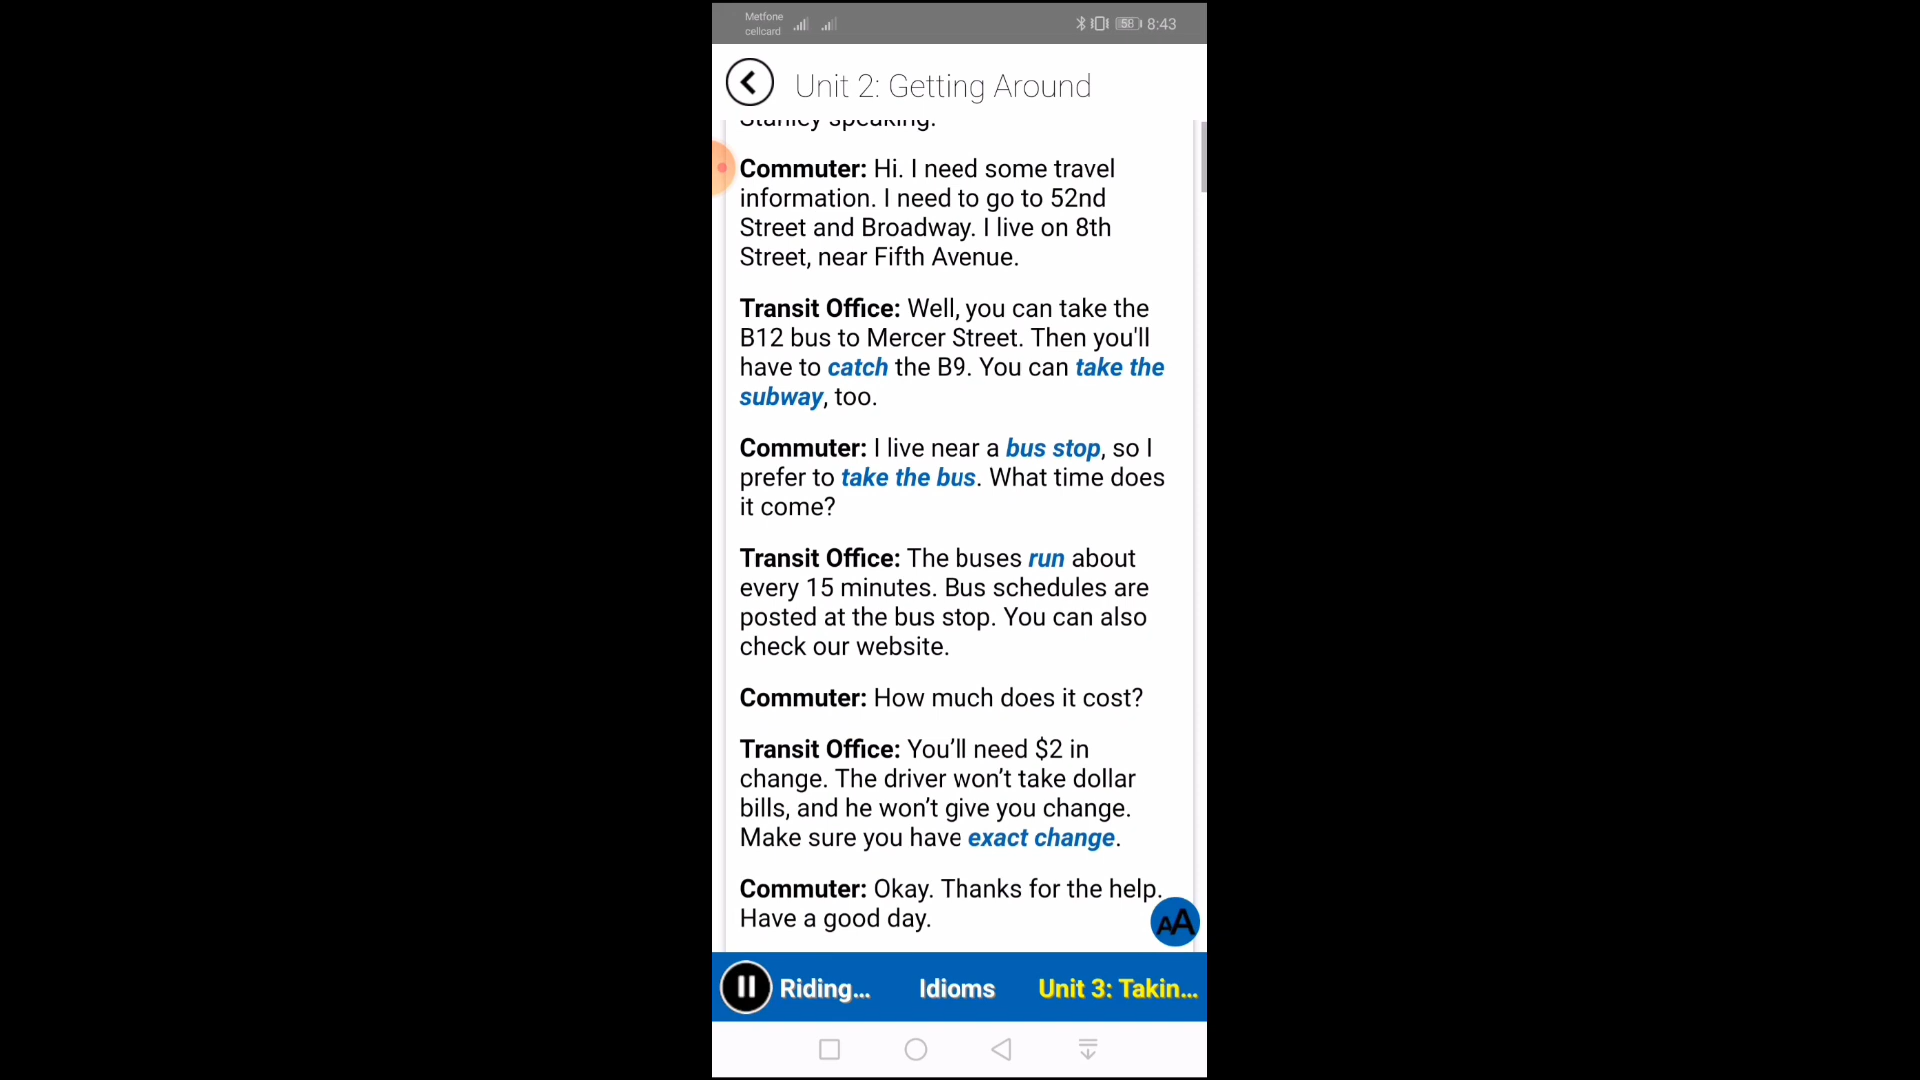 Metfone
cellcard
58
8:43
Unit 2: Getting Around
Stanley speaking.
Commuter: Hi. I need some travel
information. I need to go to 52nd
Street and Broadway. I live on 8th
Street, near Fifth Avenue.
Transit Office: Well, you can take the
B12 bus to Mercer Street. Then you'll
have to catch the B9. You can take the
subway, too.
Commuter: I live near a bus stop, so I
prefer to take the bus. What time does
it come?
Transit Office: The buses run about
every 15 minutes. Bus schedules are
posted at the bus stop. You can also
check our website.
Commuter: How much does it cost?
Transit Office: You’ll need $2 in
change. The driver won’t take dollar
bills, and he won’t give you change.
Make sure you have exact change.
Commuter: Okay. Thanks for the help.
Have a good day.
AA
Riding... Idioms Unit 3: Takin...